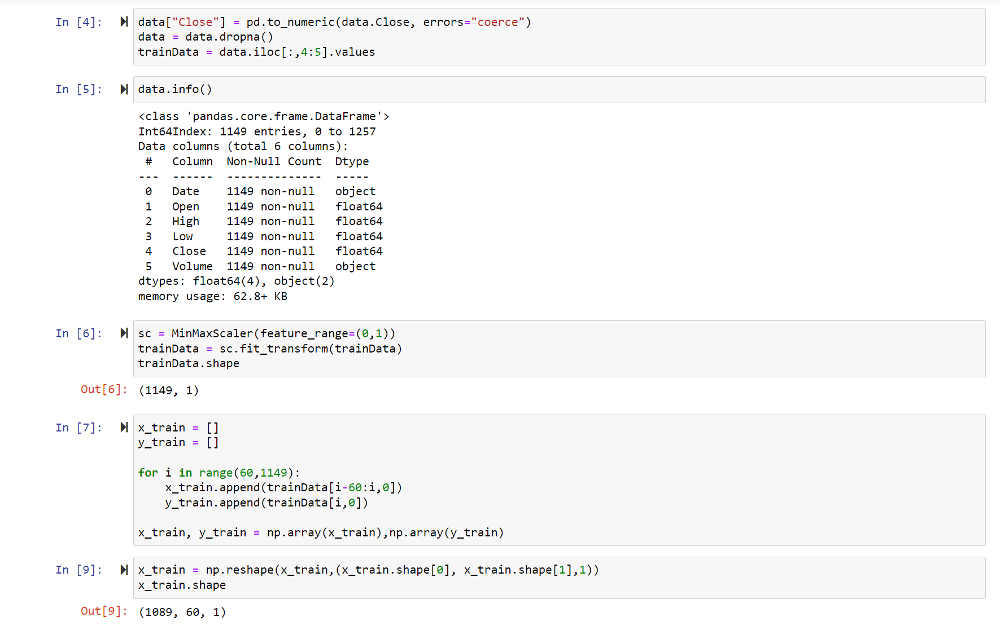 In [4]: data["Close"] = pd.to_numeric(data.Close, errors="coerce")
data = data.dropna()
trainData = data.iloc[:,4:5].values
In [5]: data.info()
<class 'pandas.core.frame.DataFrame'>
Int64Index: 1149 entries, 0 to 1257
Data columns (total 6 columns):
 #   Column  Non-Null Count  Dtype
---  ------  --------------  -----
 0   Date    1149 non-null   object
 1   Open    1149 non-null   float64
 2   High    1149 non-null   float64
 3   Low     1149 non-null   float64
 4   Close   1149 non-null   float64
 5   Volume  1149 non-null   object
dtypes: float64(4), object(2)
memory usage: 62.8+ KB
In [6]: sc = MinMaxScaler(feature_range=(0,1))
trainData = sc.fit_transform(trainData)
trainData.shape
Out[6]: (1149, 1)
In [7]: x_train = []
y_train = []
for i in range(60,1149):
    x_train.append(trainData[i-60:i,0])
    y_train.append(trainData[i,0])
x_train, y_train = np.array(x_train),np.array(y_train)
In [9]: x_train = np.reshape(x_train,(x_train.shape[0], x_train.shape[1],1))
x_train.shape
Out[9]: (1089, 60, 1)